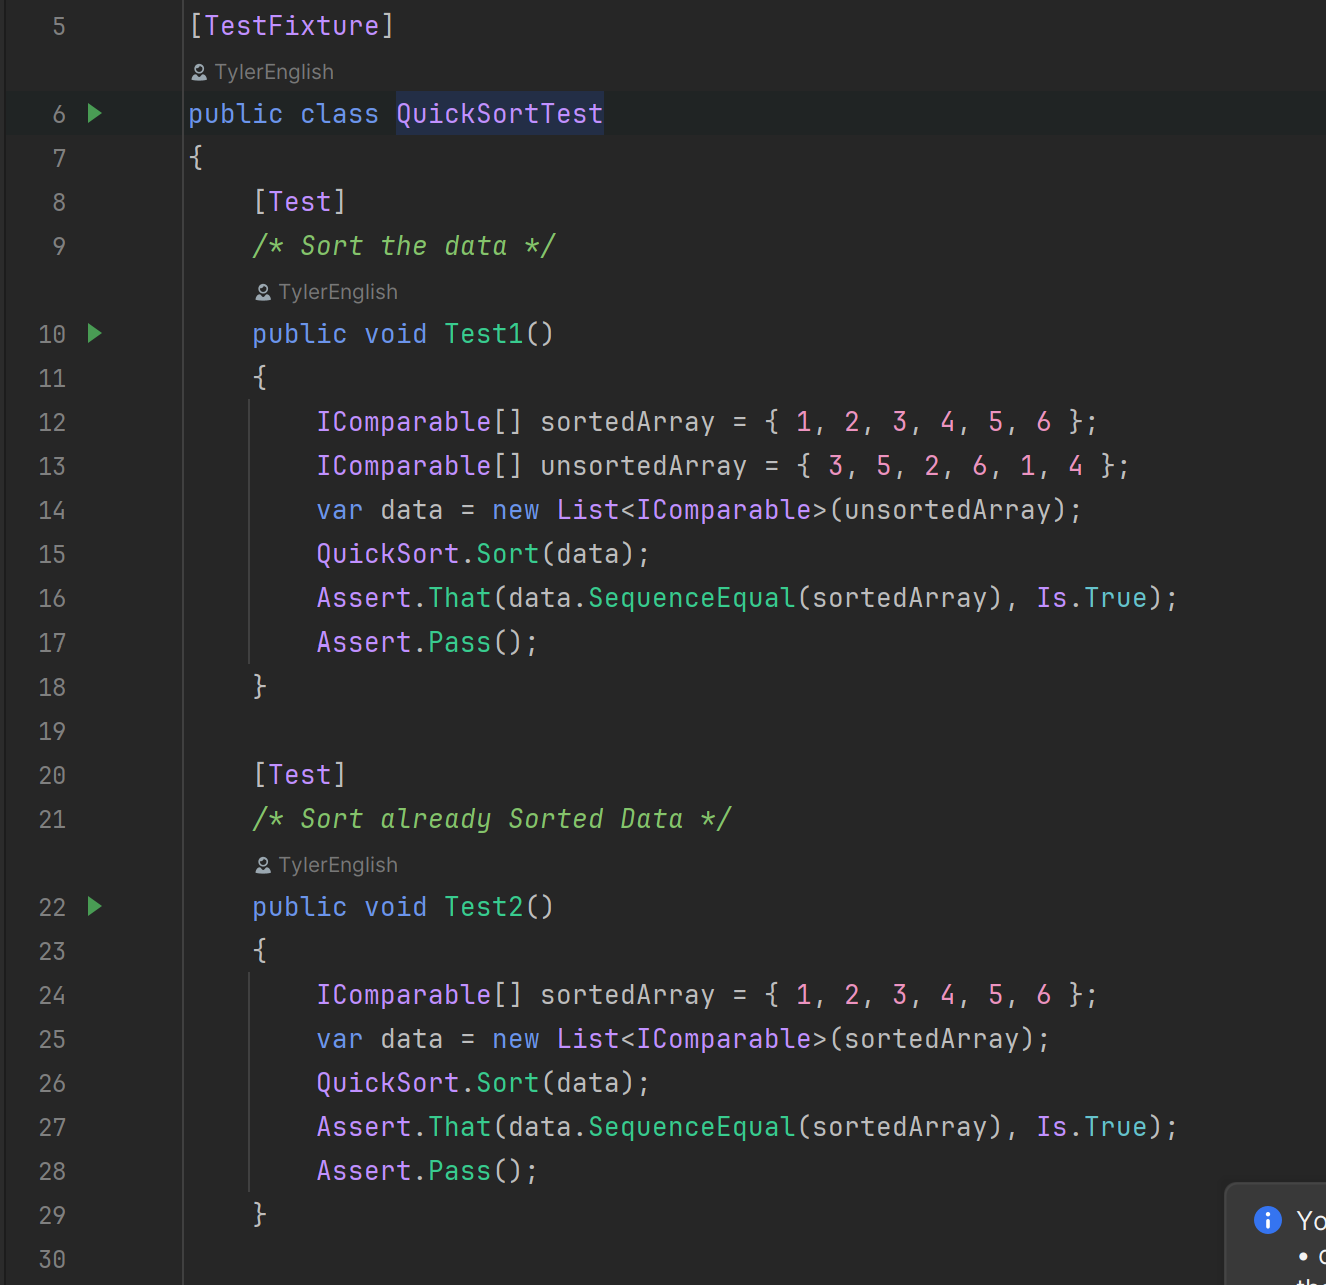 5 [TestFixture]
TylerEnglish
6 public class QuickSortTest
7 {
8 [Test]
9 /* Sort the data */
TylerEnglish
10 public void Test1()
11 {
12 IComparable[] sortedArray = { 1, 2, 3, 4, 5, 6 };
13 IComparable[] unsortedArray = { 3, 5, 2, 6, 1, 4 };
14 var data = new List<IComparable>(unsortedArray);
15 QuickSort.Sort(data);
16 Assert.That(data.SequenceEqual(sortedArray), Is.True);
17 Assert.Pass();
18 }
19
20 [Test]
21 /* Sort already Sorted Data */
TylerEnglish
22 public void Test2()
23 {
24 IComparable[] sortedArray = { 1, 2, 3, 4, 5, 6 };
25 var data = new List<IComparable>(sortedArray);
26 QuickSort.Sort(data);
27 Assert.That(data.SequenceEqual(sortedArray), Is.True);
28 Assert.Pass();
29 }
30